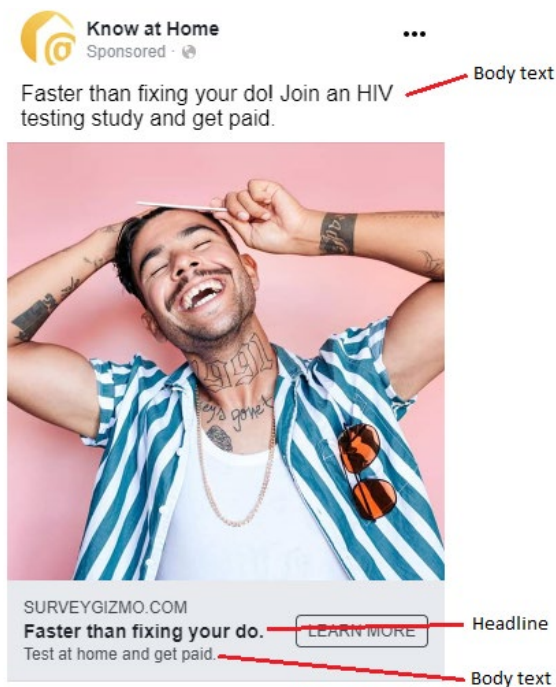 Know at Home
Sponsored ·
Body text
Faster than fixing your do! Join an HIV
testing study and get paid.
SURVEYGIZMO.COM
Faster than fixing your do.
LEARN MORE
Headline
Test at home and get paid.
Body text